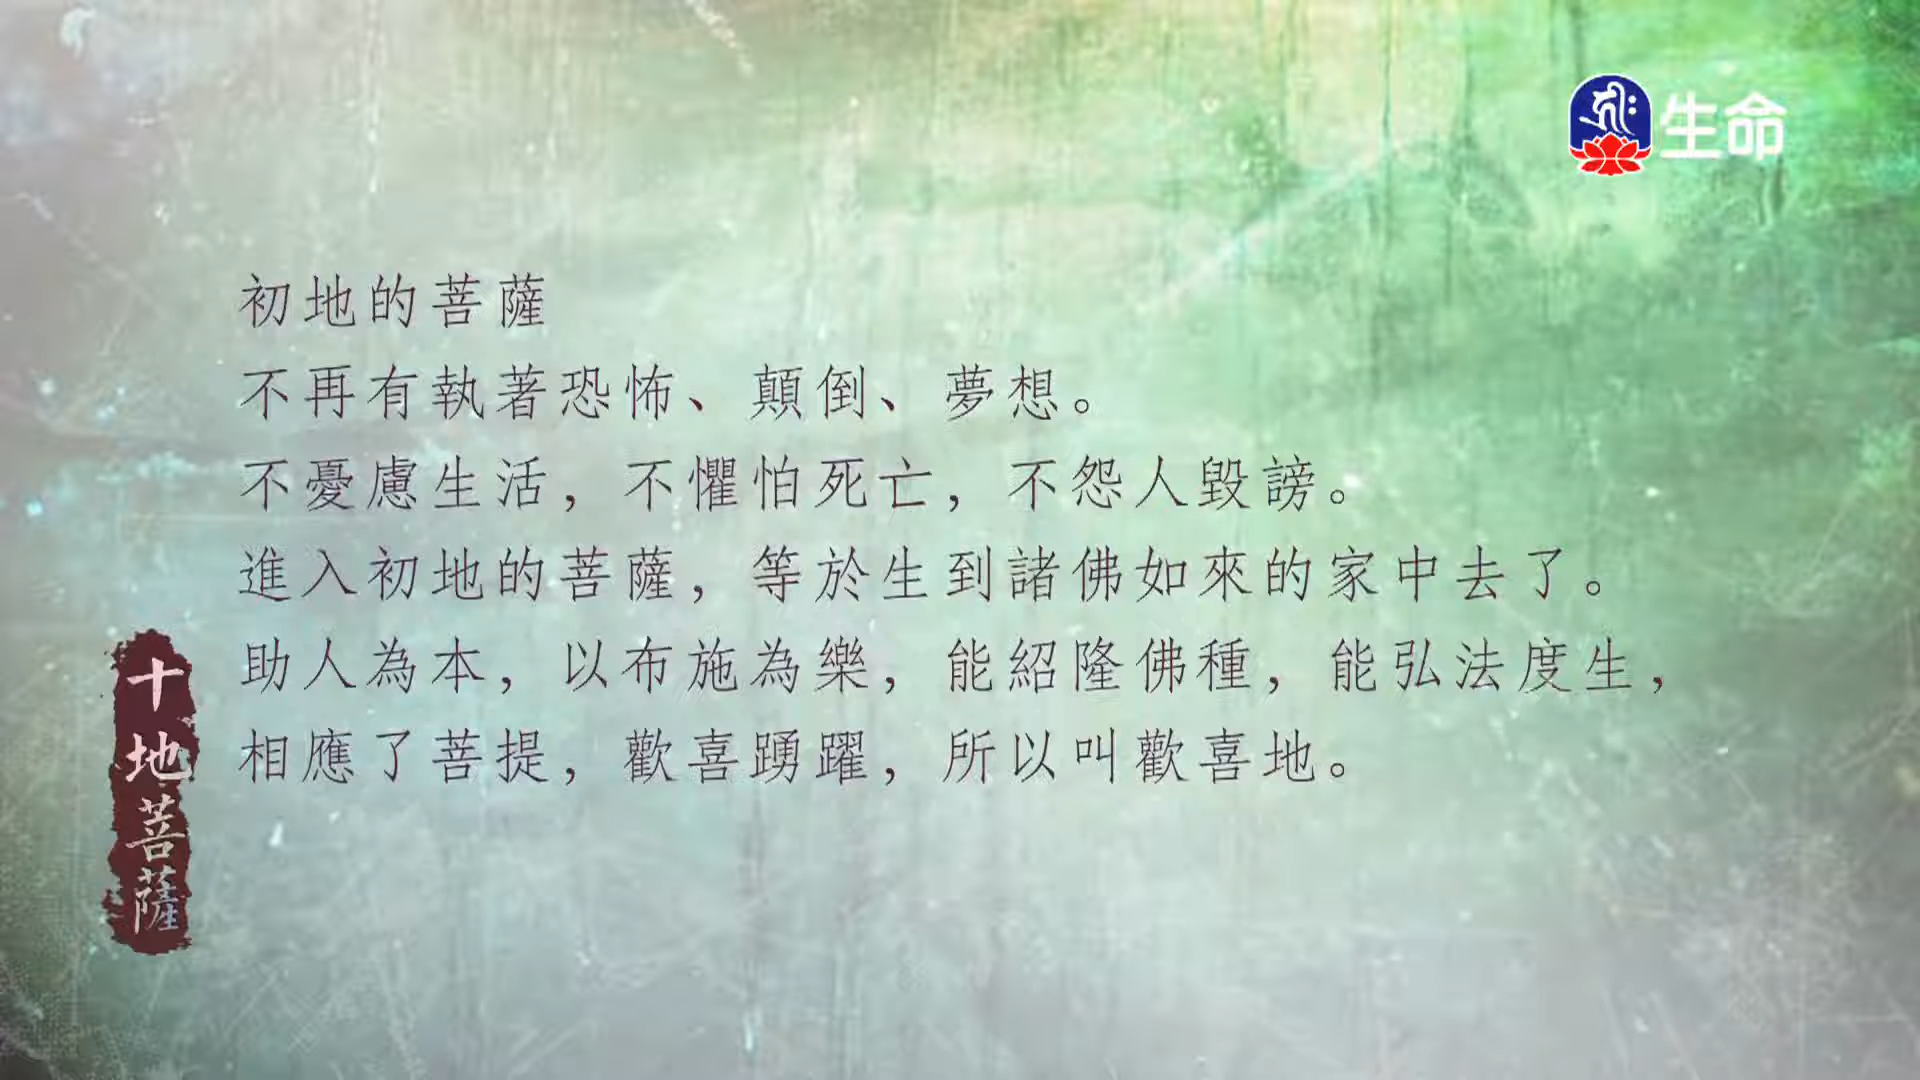 生命
初地的菩薩
不再有執著恐怖、顛倒、夢想。
不憂慮生活，不懼怕死亡，不怨人毀謗。
進入初地的菩薩，等於生到諸佛如來的家中去了。
助人為本，以布施為樂，能紹隆佛種，能弘法度生，
相應了菩提，歡喜踴躍，所以叫歡喜地。
十地菩薩